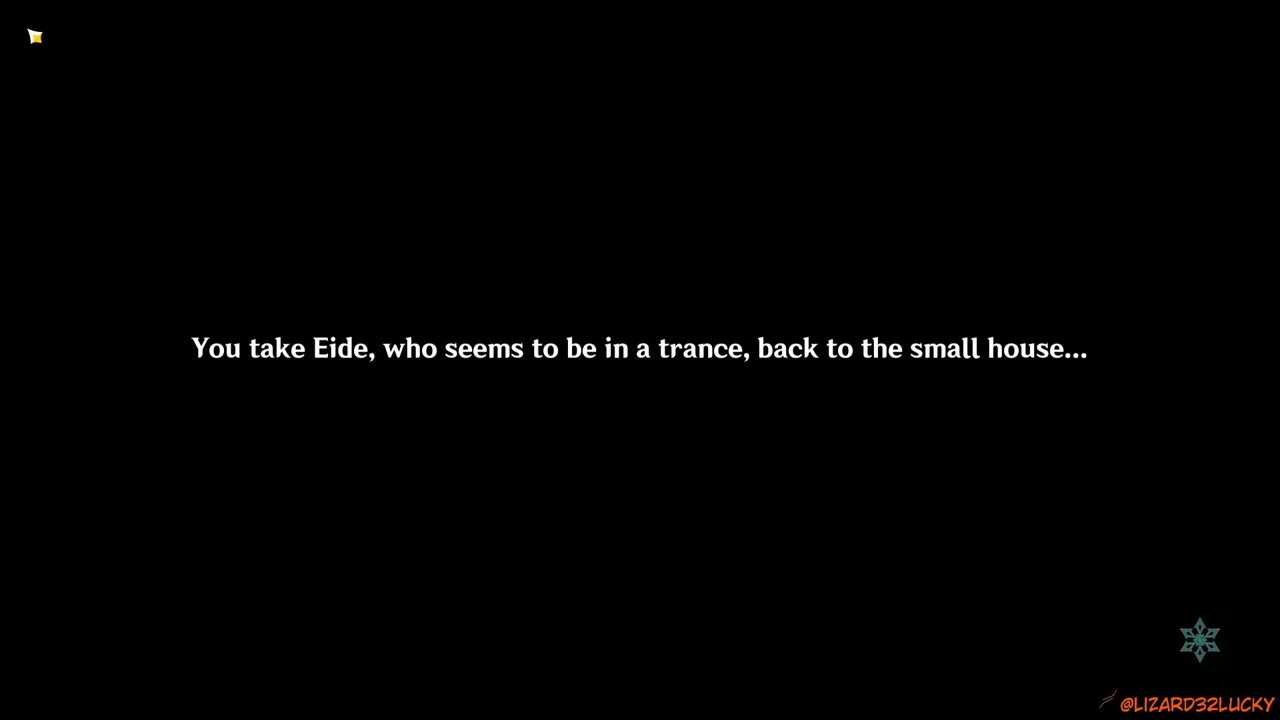 You take Eide, who seems to be in a trance, back to the small house...
@LIZARD32LUCKY